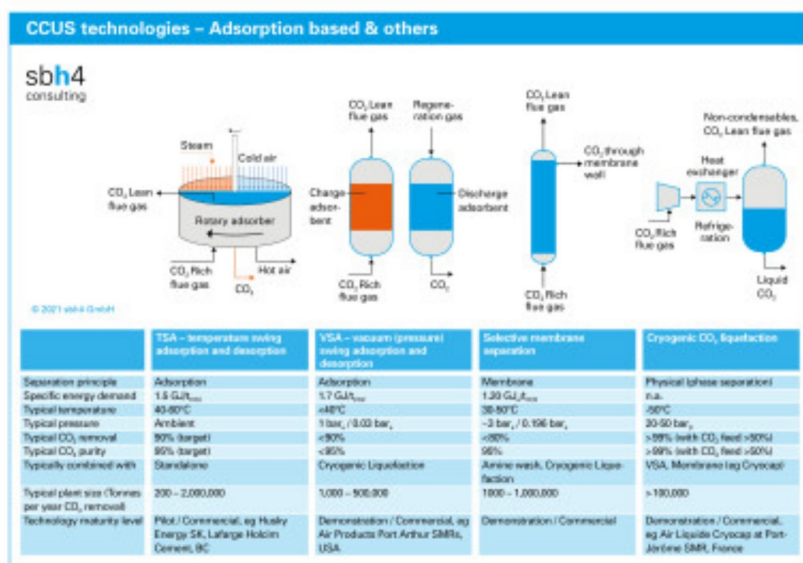 CCUS technologies – Adsorption based & others
sbh4
consulting
Steam
Cold air
CO₂ Lean
flue gas
Rotary adsorber
CO₂ Rich
flue gas
Hot air
CO₂
CO₂ Lean
flue gas
Regene-
ration gas
Charge
adsor-
bent
Discharge
adsorbent
CO₂ Rich
flue gas
CO₂
CO₂ Lean
flue gas
CO₂ through
membrane
wall
CO₂ Rich
flue gas
Non-condensables,
CO₂ Lean flue gas
Heat
exchanger
CO₂ Rich
flue gas
Refrige-
ration
Liquid
CO₂
© 2021 sbh4 GmbH
TSA – temperature swing
adsorption and desorption
VSA – vacuum (pressure)
swing adsorption and
desorption
Selective membrane
separation
Cryogenic CO₂ liquefaction
Separation principle Adsorption Adsorption Membrane Physical (phase separation)
Specific energy demand 1.7 n.a.
Typical temperature 40-80°C <40°C 30-50°C -50°C
Typical pressure Ambient 20-50
Typical CO₂ removal 90% (target) <90% <80% >99% (with CO₂ feed >50%)
Typical CO₂ purity 95% (target) <95% 95% >99% (with CO₂ feed >50%)
Typically combined with Standalone Cryogenic Liquefaction Amine wash, Cryogenic Lique-
faction VSA, Membrane (eg Cryocap)
Typical plant size (Tonnes
per year CO₂ removal) 200 – 2,000,000 1,000 – 500,000 1000 – 1,000,000 >100,000
Technology maturity level Pilot / Commercial, eg Husky
Energy SK, Lafarge Holcim
Cement, BC
Demonstration / Commercial, eg
Air Products Port Arthur SMRs,
USA
Demonstration / Commercial
Demonstration / Commercial,
eg Air Liquide Cryocap at Port-
Jérôme SMR, France